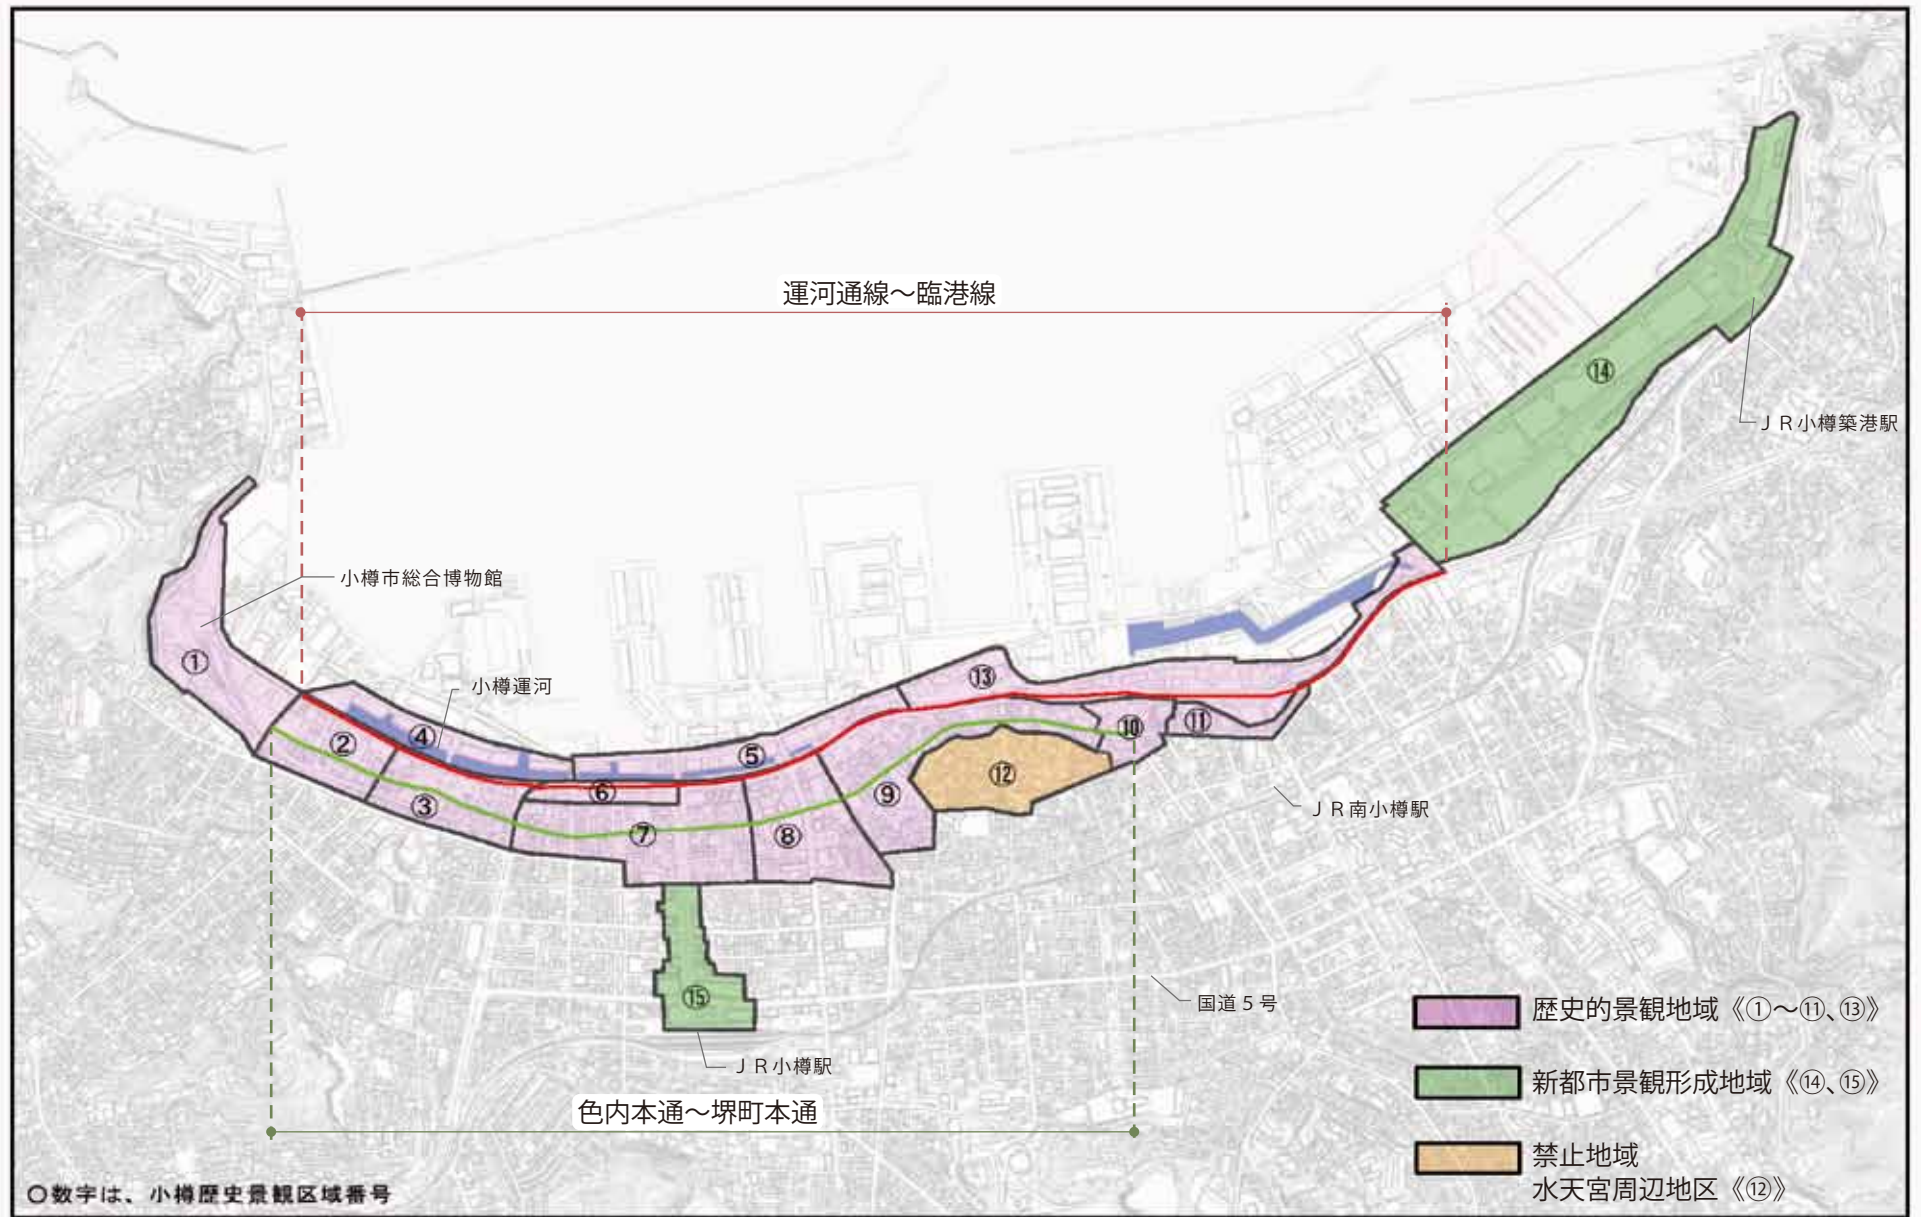 運河通線～臨港線
⑭
ＪＲ小樽築港駅
小樽市総合博物館
①
小樽運河
⑬
②
④
⑤
⑩
⑪
⑥
⑫
③
⑦
⑧
⑨
ＪＲ南小樽駅
⑮
国道５号
ＪＲ小樽駅
色内本通～堺町本通
歴史的景観地域《①～⑪、⑬》
新都市景観形成地域《⑭、⑮》
禁止地域
水天宮周辺地区《⑫》
○数字は、小樽歴史景観区域番号